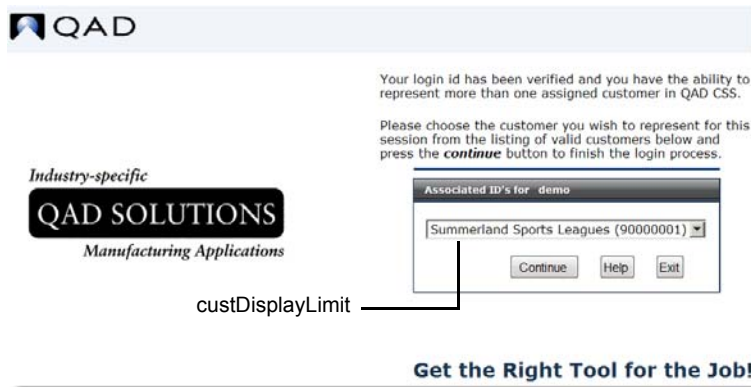 QAD
Your login id has been verified and you have the ability to
represent more than one assigned customer in QAD CSS.
Please choose the customer you wish to represent for this
session from the listing of valid customers below and
press the continue button to finish the login process.
Industry-specific
QAD SOLUTIONS
Manufacturing Applications
Associated ID's for demo
Summerland Sports Leagues (90000001)
Continue Help Exit
custDisplayLimit
Get the Right Tool for the Job!